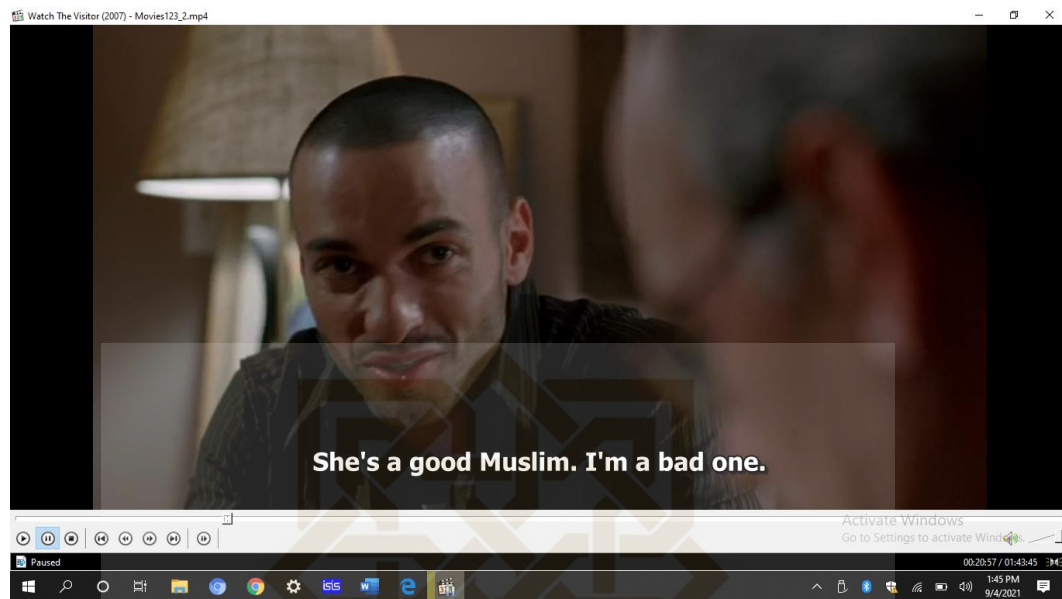 Watch The Visitor (2007) - Movies123_2.mp4
She's a good Muslim. I'm a bad one.
Activate Windows
Go to Settings to activate Windows.
Paused
00:20:57 / 01:43:45
isis
1:45 PM
9/4/2021